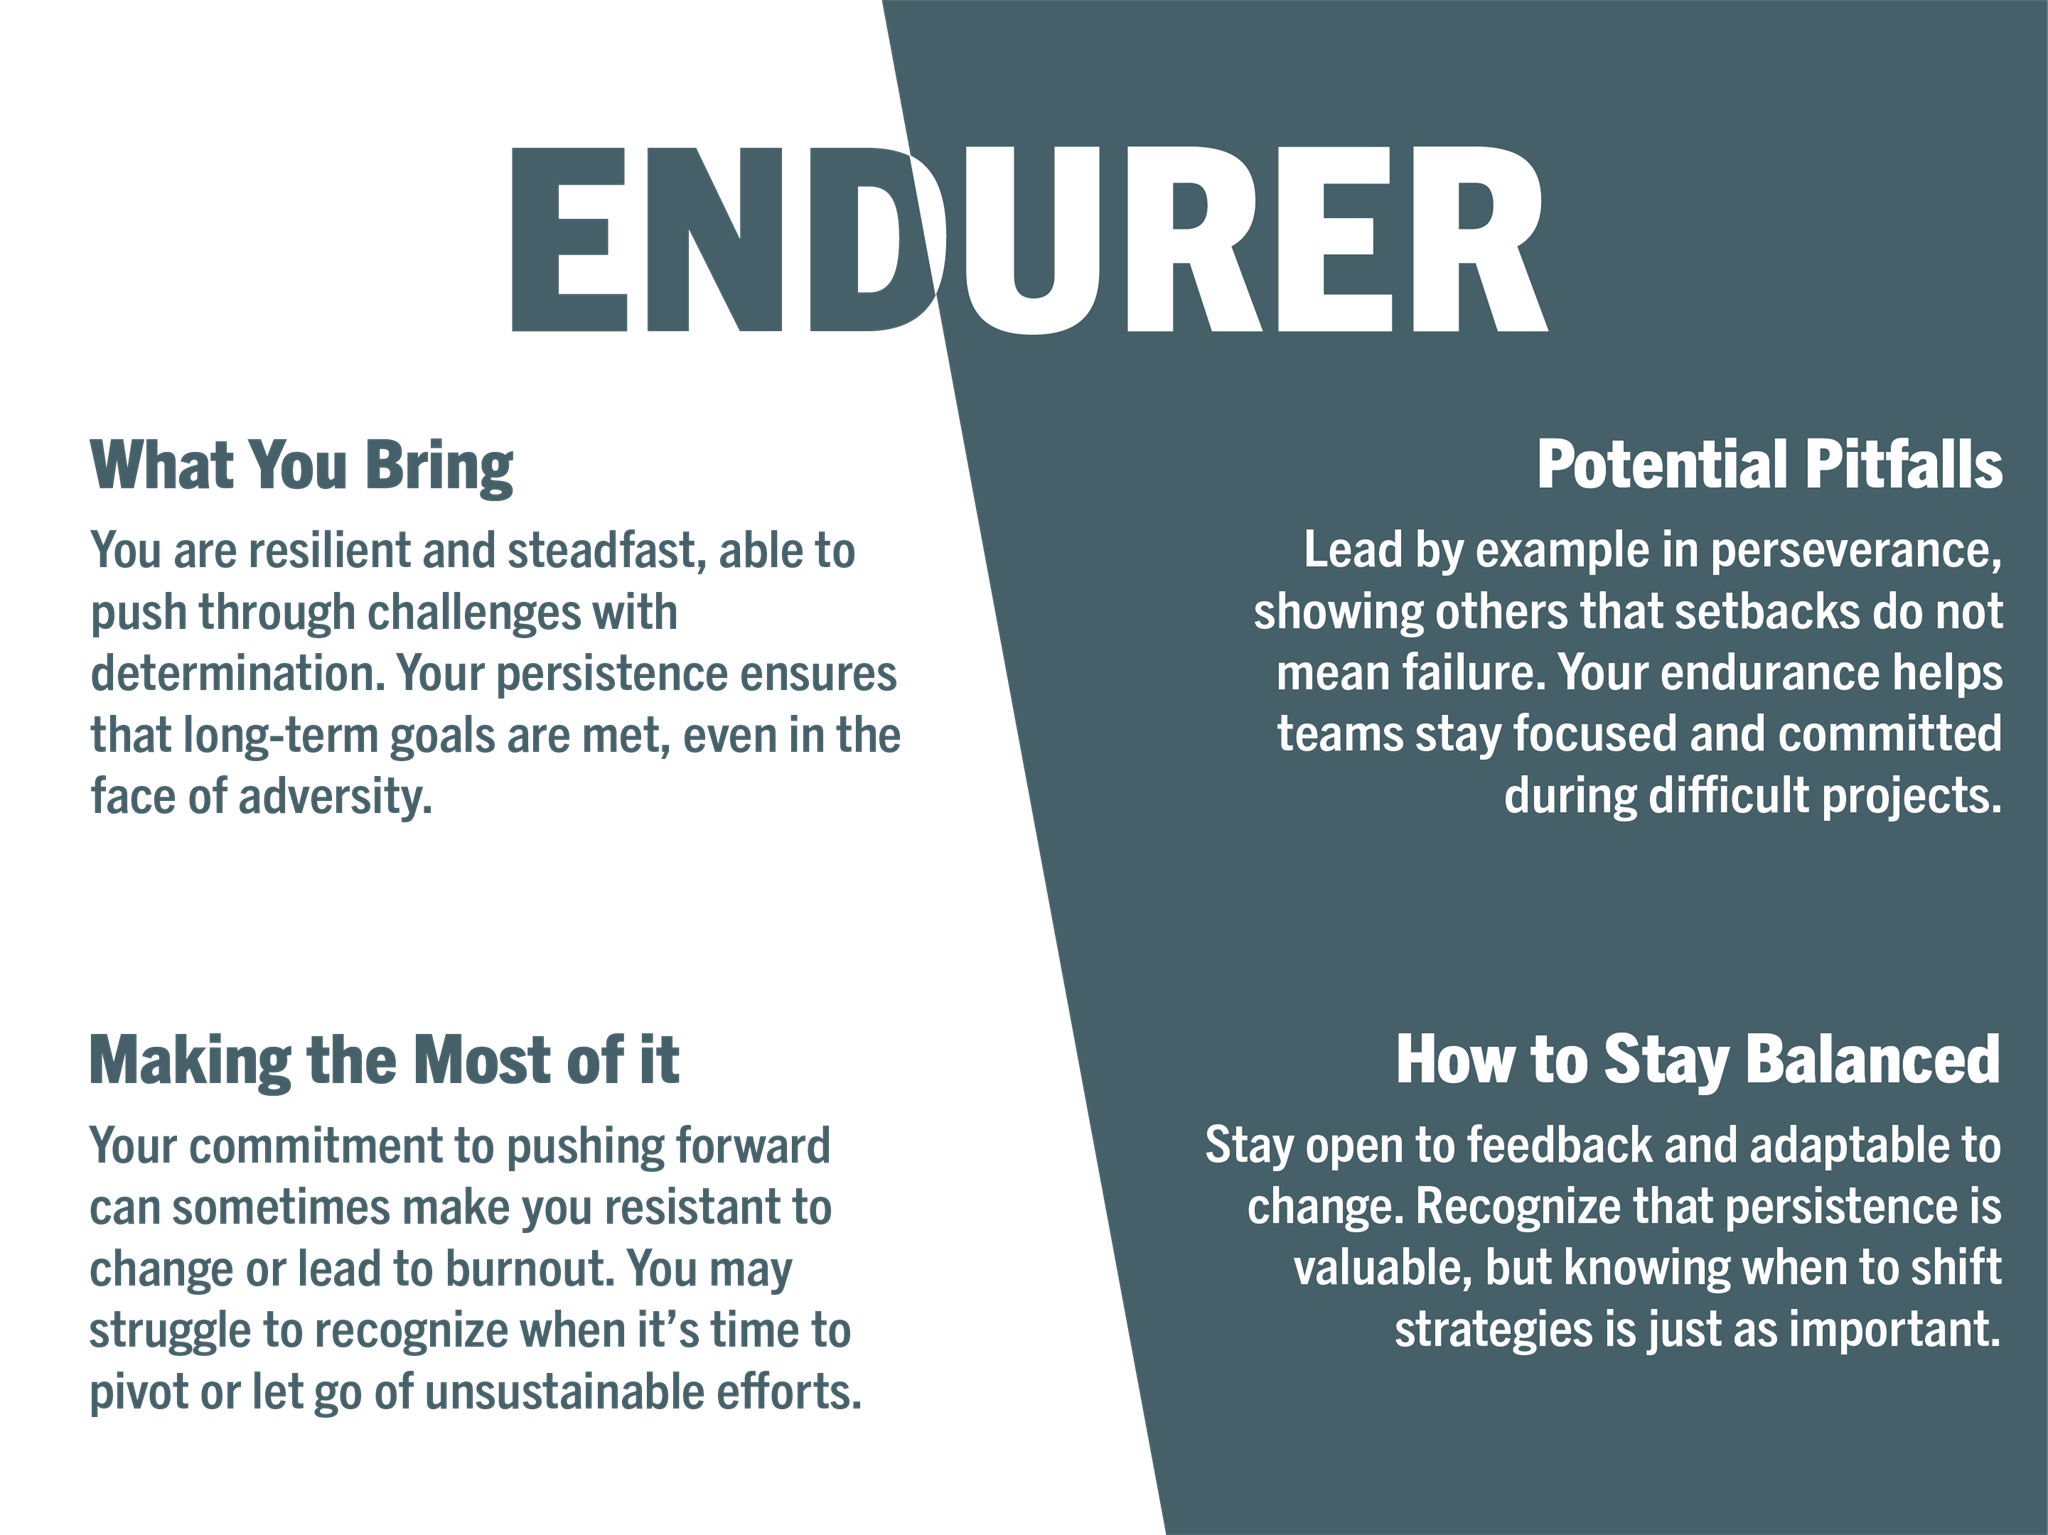 ENDURER
What You Bring
You are resilient and steadfast, able to
push through challenges with
determination. Your persistence ensures
that long-term goals are met, even in the
face of adversity.
Potential Pitfalls
Lead by example in perseverance,
showing others that setbacks do not
mean failure. Your endurance helps
teams stay focused and committed
during difficult projects.
Making the Most of it
Your commitment to pushing forward
can sometimes make you resistant to
change or lead to burnout. You may
struggle to recognize when it’s time to
pivot or let go of unsustainable efforts.
How to Stay Balanced
Stay open to feedback and adaptable to
change. Recognize that persistence is
valuable, but knowing when to shift
strategies is just as important.